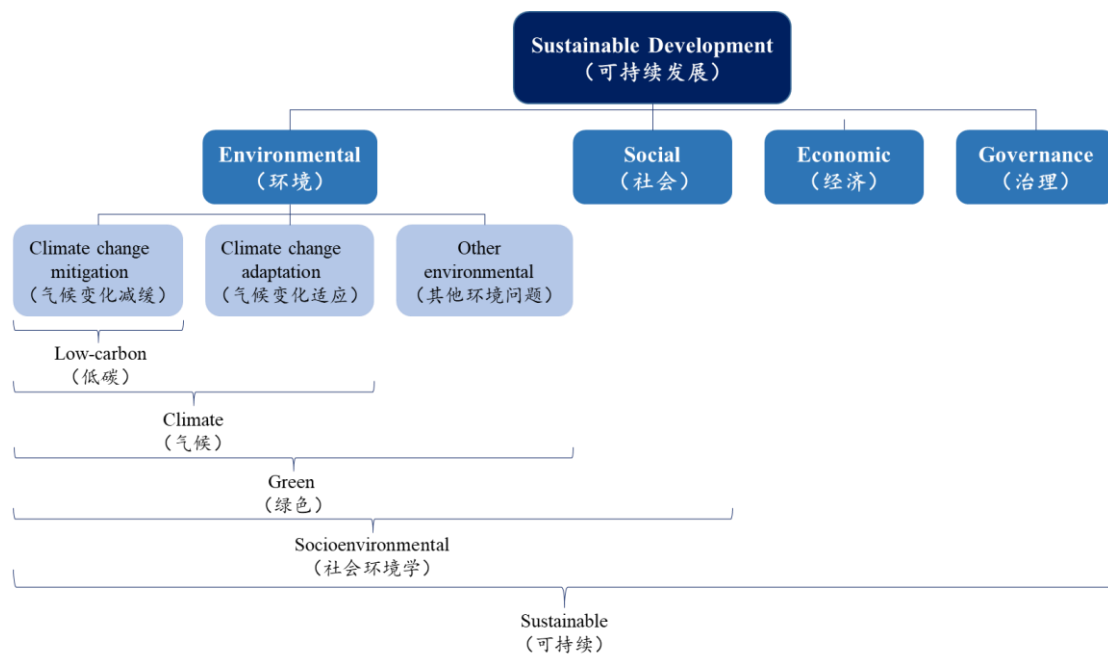 Sustainable Development
（可持续发展）
Environmental
（环境）
Social
（社会）
Economic
（经济）
Governance
（治理）
Climate change
mitigation
（气候变化减缓）
Climate change
adaptation
（气候变化适应）
Other
environmental
（其他环境问题）
Low-carbon
（低碳）
Climate
（气候）
Green
（绿色）
Socioenvironmental
（社会环境学）
Sustainable
（可持续）